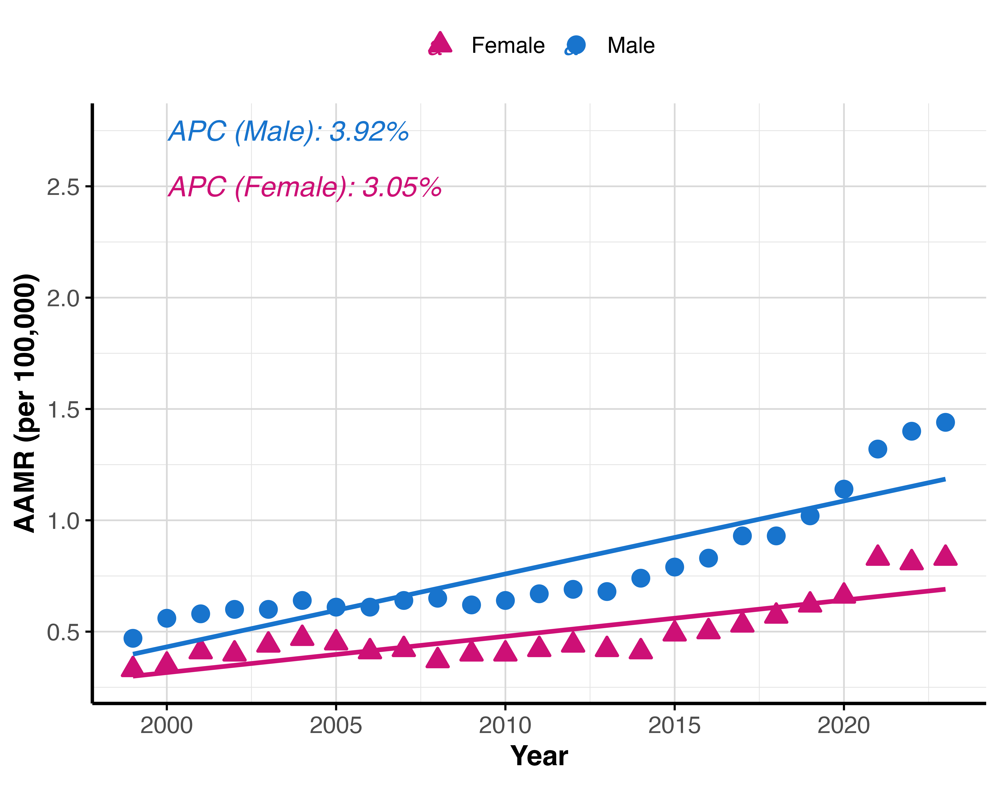 Female Male
APC (Male): 3.92%
APC (Female): 3.05%
AAMR (per 100,000)
2.5
2.0
1.5
1.0
0.5
2000 2005 2010 2015 2020
Year